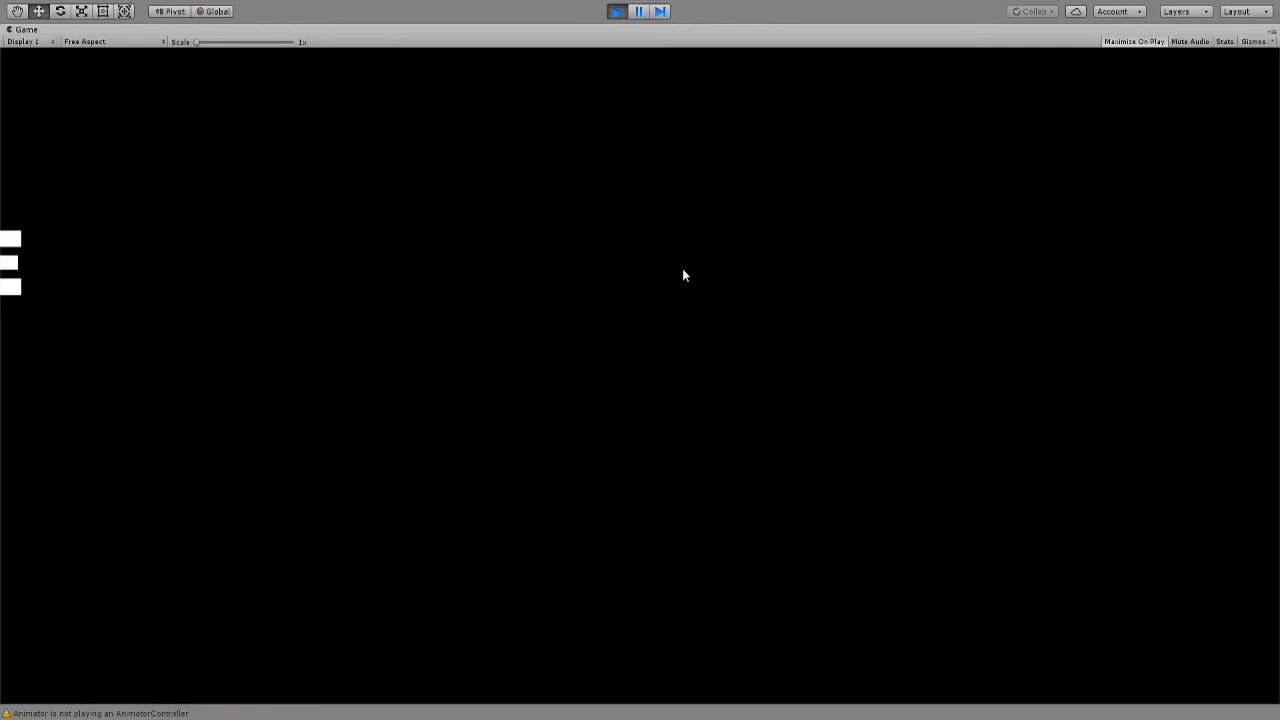 Pivot Global Collab Account Layers Layout
Game
Display 1 Free Aspect Scale 1x Maximize On Play Mute Audio Stats Gizmos
Animator is not playing an AnimatorController